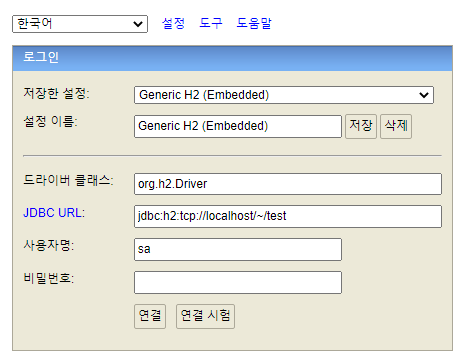 한국어 설정 도구 도움말
로그인
저장한 설정: Generic H2 (Embedded)
설정 이름: Generic H2 (Embedded) 저장 삭제
드라이버 클래스: org.h2.Driver
JDBC URL: jdbc:h2:tcp://localhost/~/test
사용자명: sa
비밀번호:
연결 연결 시험